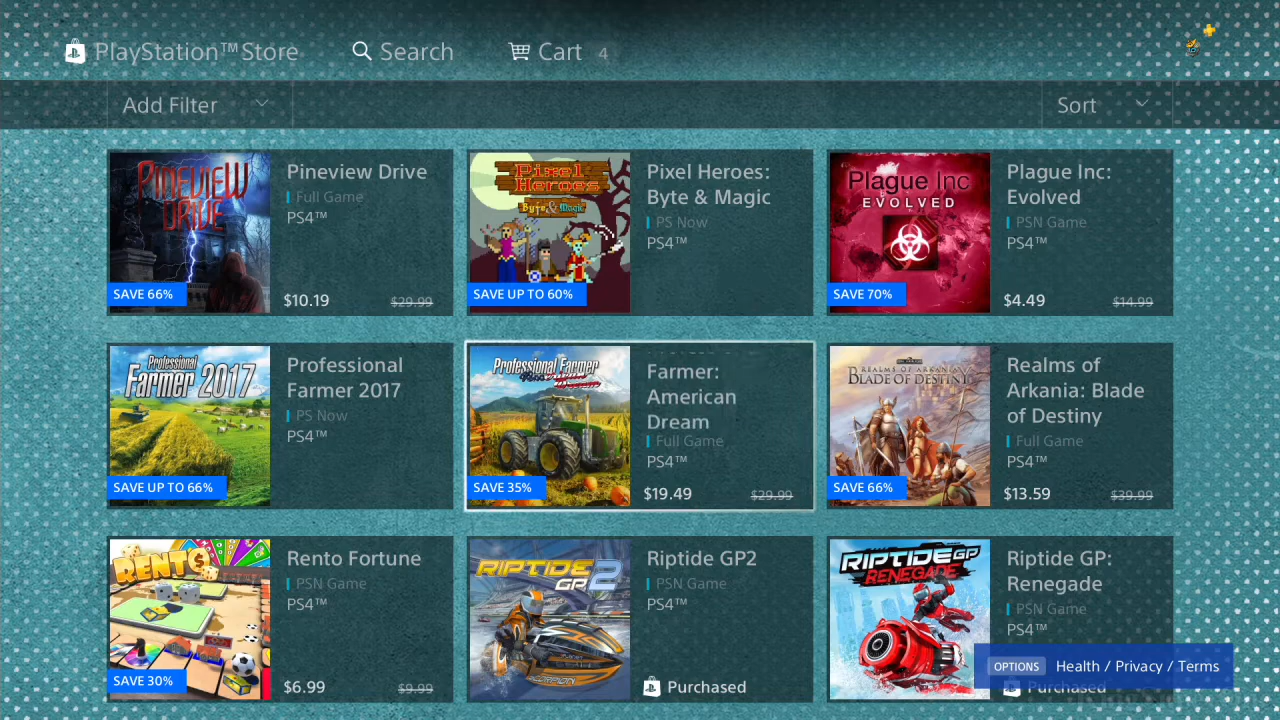 PlayStation™Store
Search
Cart 4
Add Filter
Sort
PINEVIEW
DRIVE
SAVE 66%
Pineview Drive
Full Game
PS4™
$10.19 $29.99
Pixel
Heroes
Byte & Magic
SAVE UP TO 60%
Pixel Heroes:
Byte & Magic
PS Now
PS4™
Plague Inc
EVOLVED
SAVE 70%
Plague Inc:
Evolved
PSN Game
PS4™
$4.49 $14.99
Professional
Farmer 2017
SAVE UP TO 66%
Professional
Farmer 2017
PS Now
PS4™
Professional Farmer
American Dream
SAVE 35%
Farmer:
American
Dream
Full Game
PS4™
$19.49 $29.99
REALMS OF ARKANIA
BLADE OF DESTINY
SAVE 66%
Realms of
Arkania: Blade
of Destiny
Full Game
PS4™
$13.59 $39.99
RENTO
SAVE 30%
Rento Fortune
PSN Game
PS4™
$6.99 $9.99
RIPTIDE
GP2
Riptide GP2
PSN Game
PS4™
Purchased
RIPTIDE GP
RENEGADE
Riptide GP:
Renegade
PSN Game
PS4™
Purchased
OPTIONS Health / Privacy / Terms